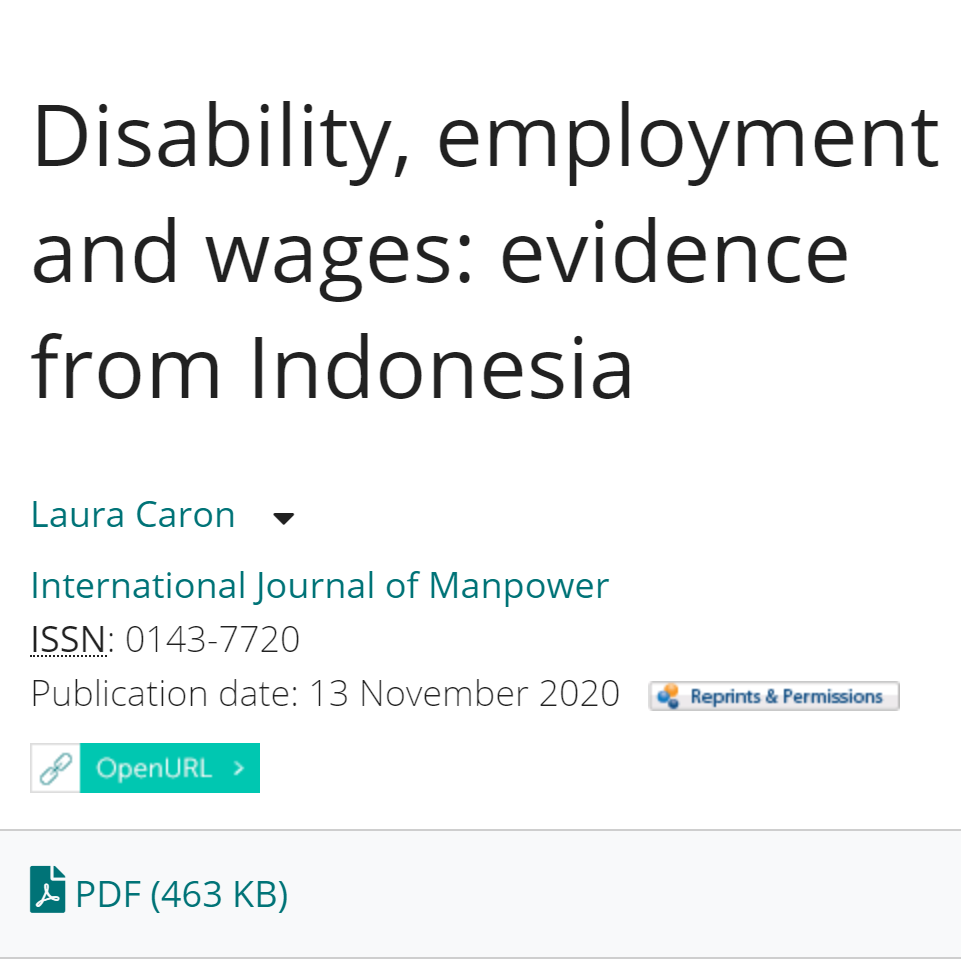 Disability, employment
and wages: evidence
from Indonesia
Laura Caron
International Journal of Manpower
ISSN: 0143-7720
Publication date: 13 November 2020 Reprints & Permissions
OpenURL >
PDF (463 KB)